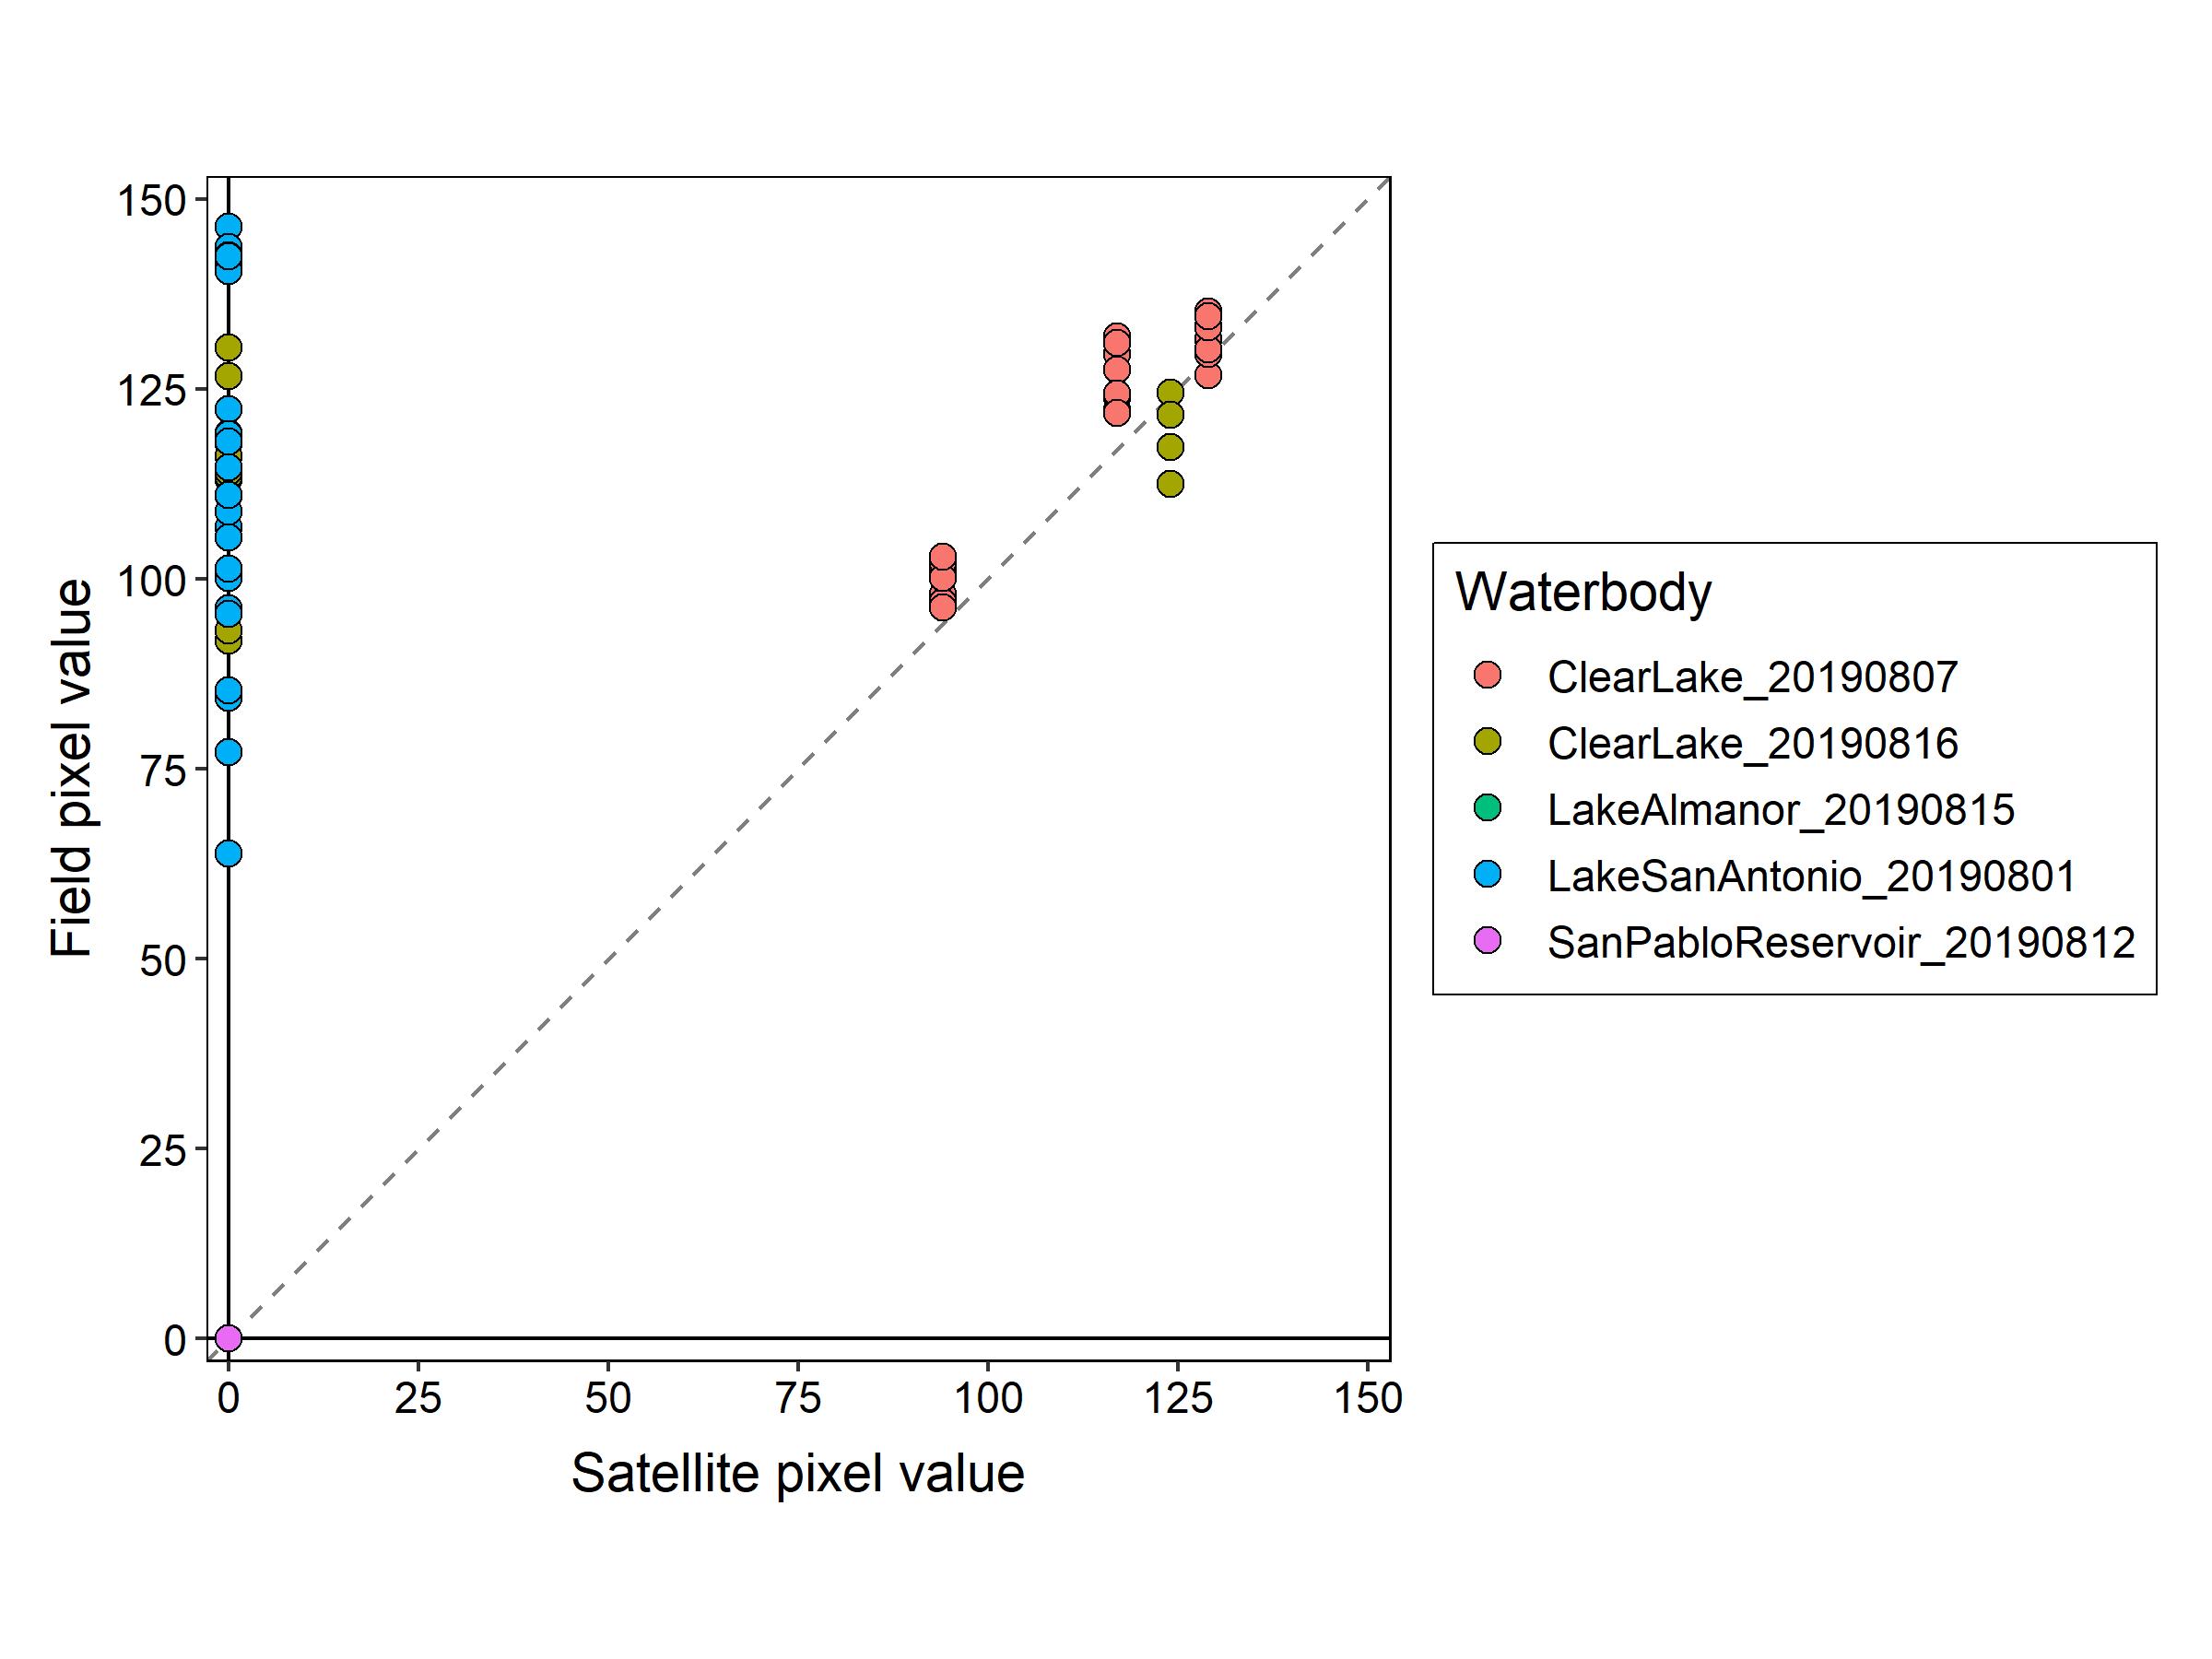 150
125
100
75
50
25
0
Field pixel value
0 25 50 75 100 125 150
Satellite pixel value
Waterbody
ClearLake_20190807
ClearLake_20190816
LakeAlmanor_20190815
LakeSanAntonio_20190801
SanPabloReservoir_20190812